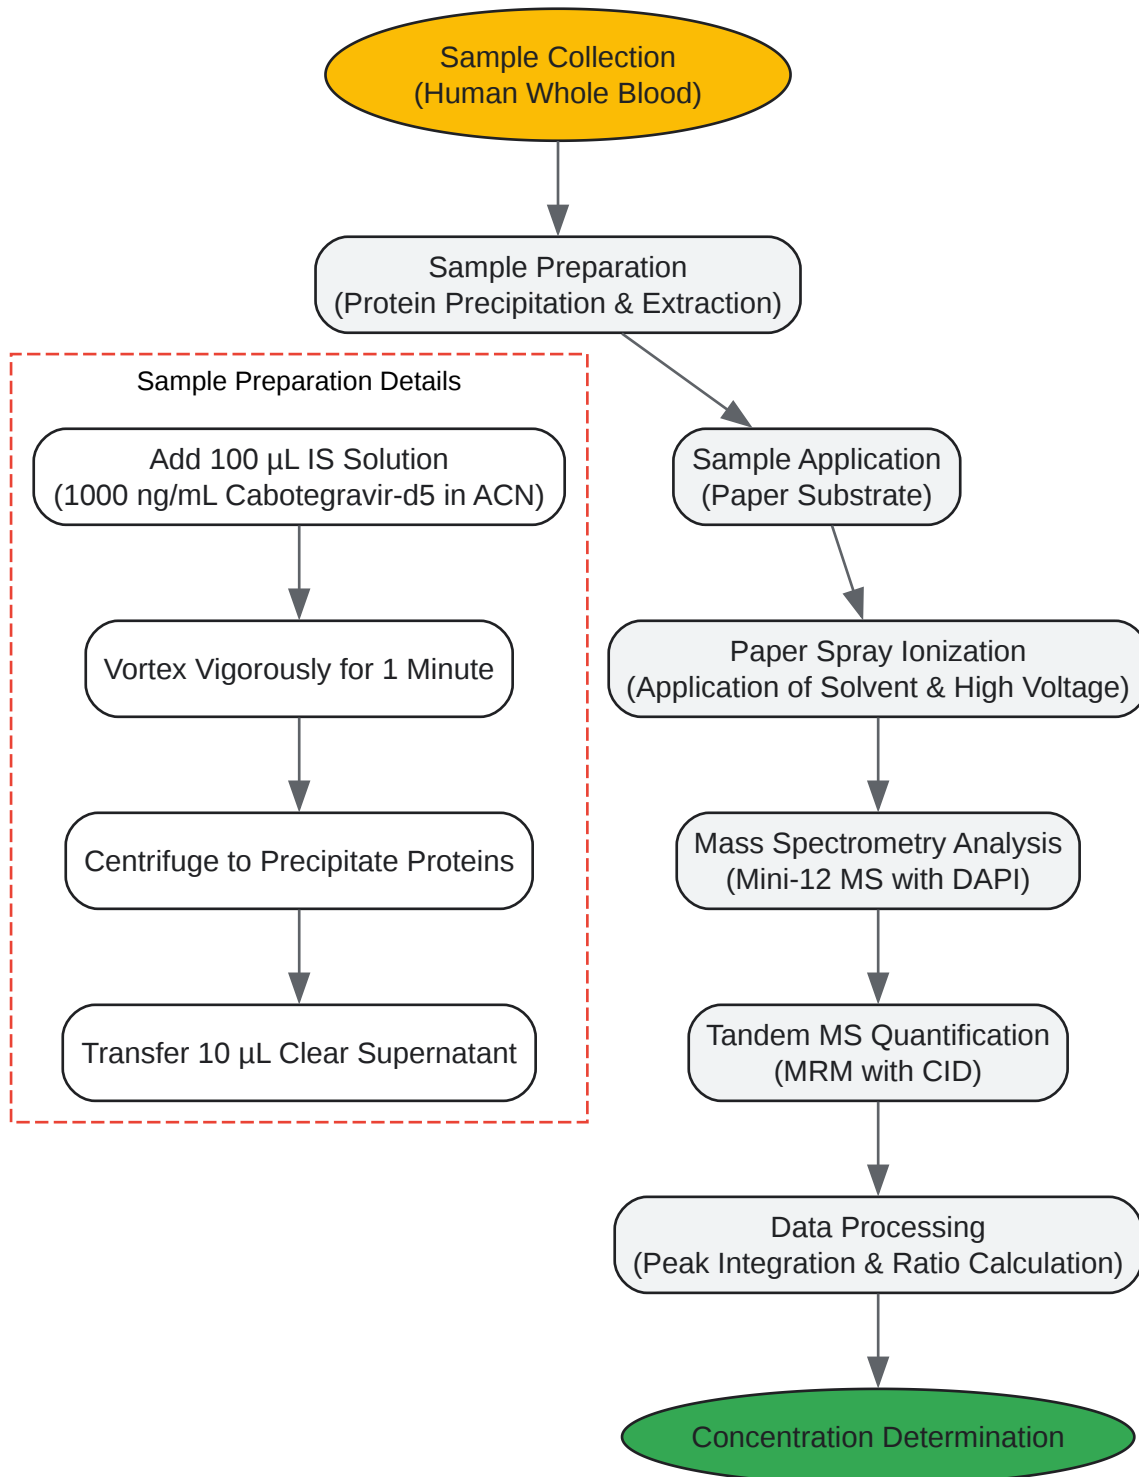 Sample Collection
(Human Whole Blood)
Sample Preparation
(Protein Precipitation & Extraction)
Sample Preparation Details
Add 100 µL IS Solution
(1000 ng/mL Cabotegravir-d5 in ACN)
Vortex Vigorously for 1 Minute
Centrifuge to Precipitate Proteins
Transfer 10 µL Clear Supernatant
Sample Application
(Paper Substrate)
Paper Spray Ionization
(Application of Solvent & High Voltage)
Mass Spectrometry Analysis
(Mini-12 MS with DAPI)
Tandem MS Quantification
(MRM with CID)
Data Processing
(Peak Integration & Ratio Calculation)
Concentration Determination